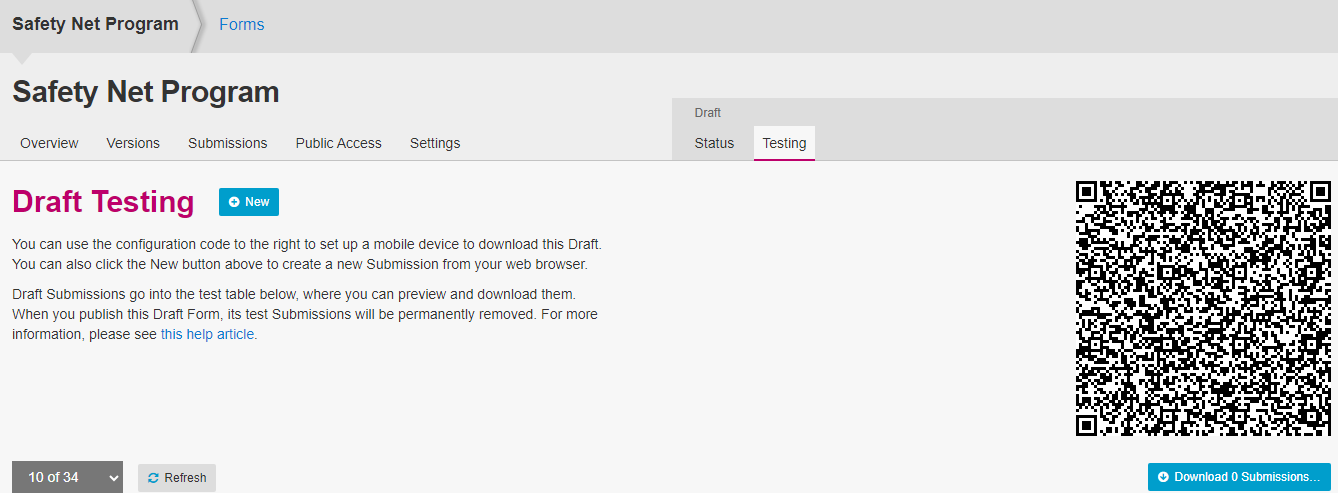 Safety Net Program Forms
Safety Net Program
Draft
Overview Versions Submissions Public Access Settings Status Testing
Draft Testing New
You can use the configuration code to the right to set up a mobile device to download this Draft.
You can also click the New button above to create a new Submission from your web browser.
Draft Submissions go into the test table below, where you can preview and download them.
When you publish this Draft Form, its test Submissions will be permanently removed. For more
information, please see this help article.
10 of 34 Refresh Download 0 Submissions...